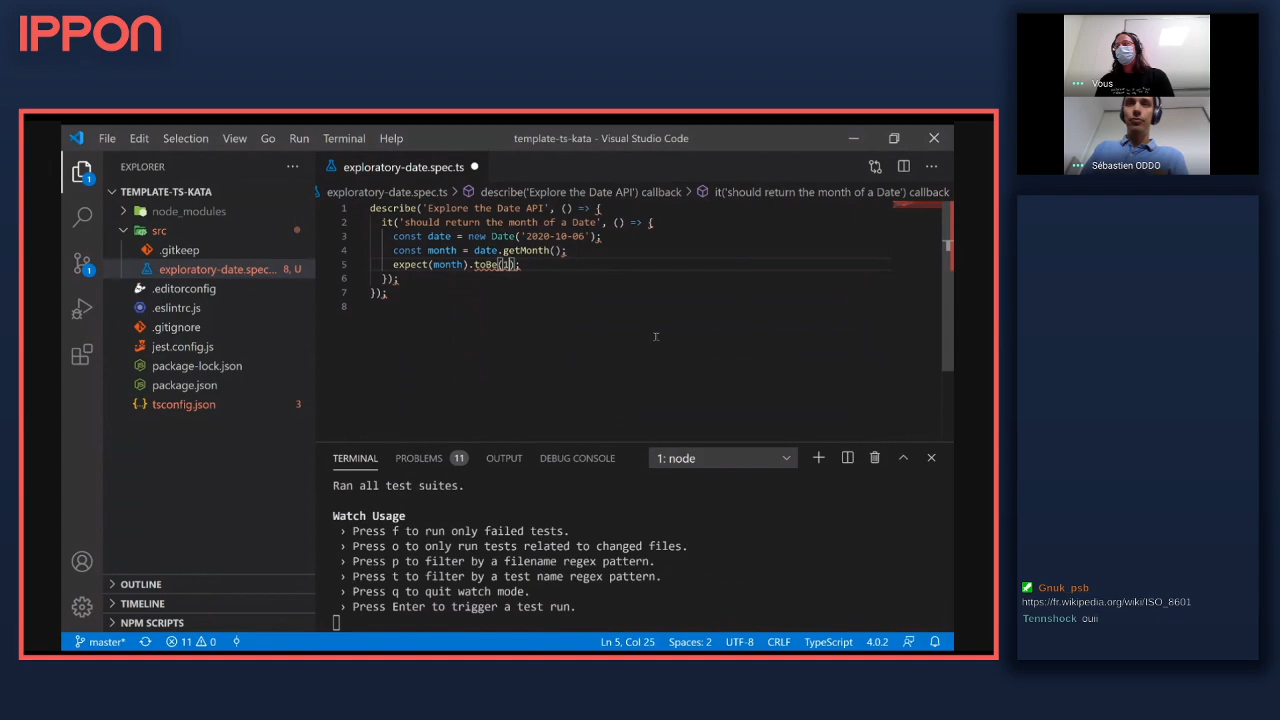 IPPON
File Edit Selection View Go Run Terminal Help
template-ts-kata - Visual Studio Code
EXPLORER
TEMPLATE-TS-KATA
node_modules
src
.gitkeep
exploratory-date.spec... 8, U
.editorconfig
.eslintrc.js
.gitignore
jest.config.js
package-lock.json
package.json
tsconfig.json 3
OUTLINE
TIMELINE
NPM SCRIPTS
1
1
exploratory-date.spec.ts
exploratory-date.spec.ts > describe('Explore the Date API') callback > it('should return the month of a Date') callback
1 describe('Explore the Date API', () => {
2 it('should return the month of a Date', () => {
3 const date = new Date('2020-10-06');
4 const month = date.getMonth();
5 expect(month).toBe(1);
6 });
7 });
8
TERMINAL PROBLEMS 11 OUTPUT DEBUG CONSOLE 1: node
Ran all test suites.
Watch Usage
› Press f to run only failed tests.
› Press o to only run tests related to changed files.
› Press p to filter by a filename regex pattern.
› Press t to filter by a test name regex pattern.
› Press q to quit watch mode.
› Press Enter to trigger a test run.
master* 11 0 Ln 5, Col 25 Spaces: 2 UTF-8 CRLF TypeScript 4.0.2
Vous
Sébastien ODDO
Gnuk_psb
https://fr.wikipedia.org/wiki/ISO_8601
Tennshock ouii